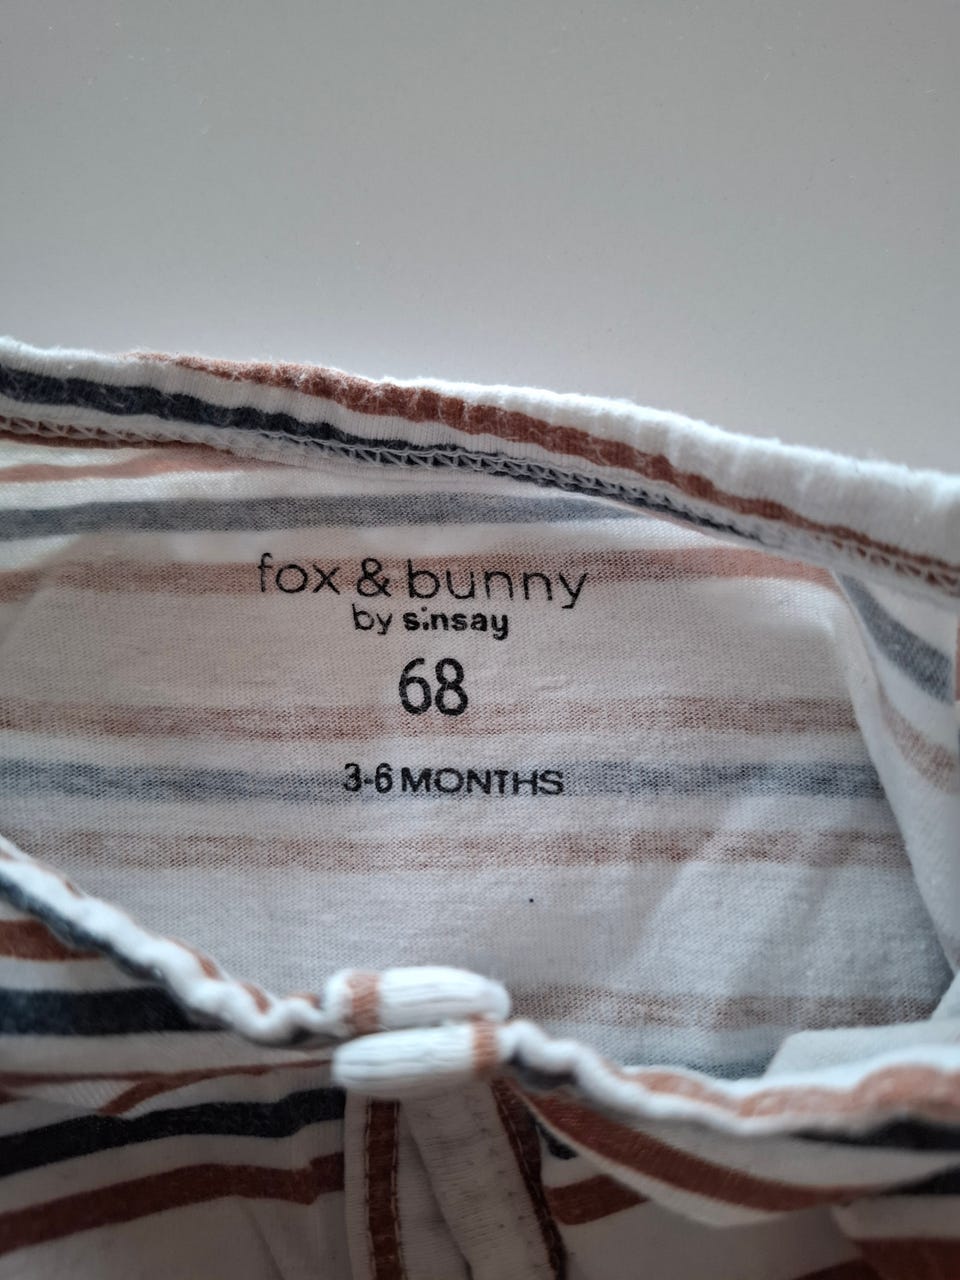 fox & bunny
by sinsay
68
3-6 MONTHS